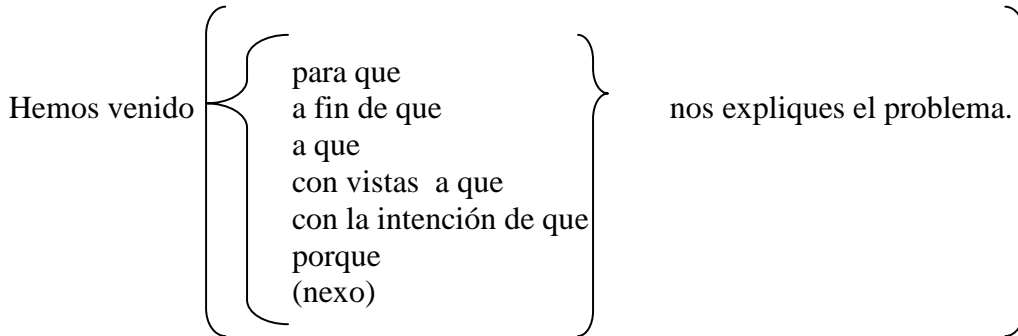 para que
Hemos venido a fin de que nos expliques el problema.
a que
con vistas a que
con la intención de que
porque
(nexo)